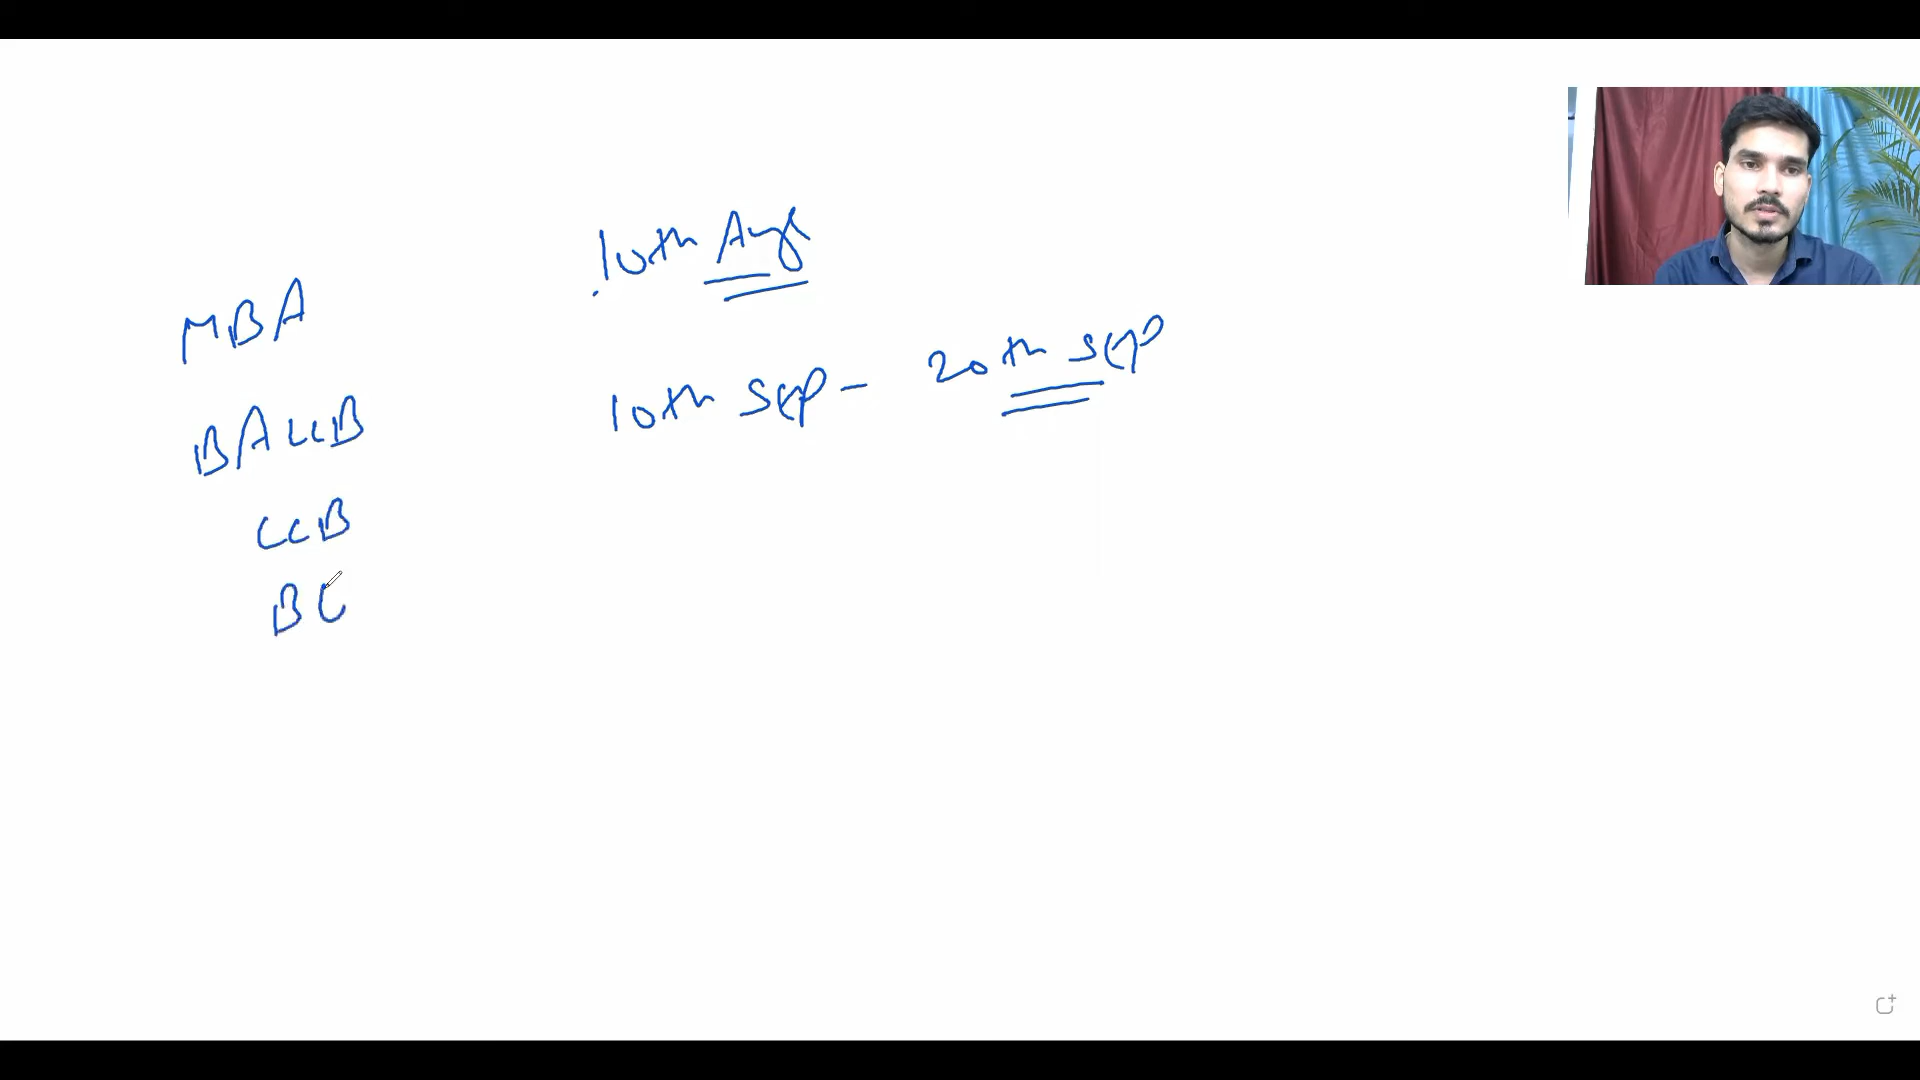 10th Aug
MBA
10th Sep - 20th Sep
BALLB
LLB
BC